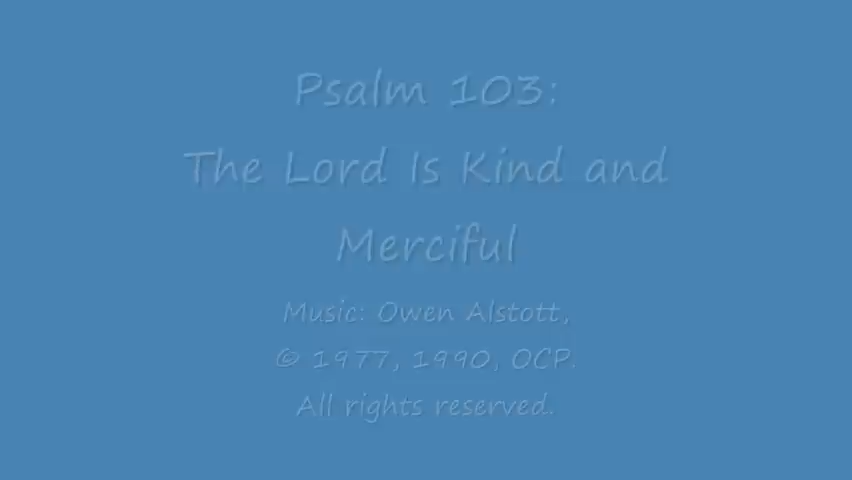 Psalm 103:
The Lord Is Kind and
Merciful
Music: Owen Alstott,
© 1977, 1990, OCP.
All rights reserved.